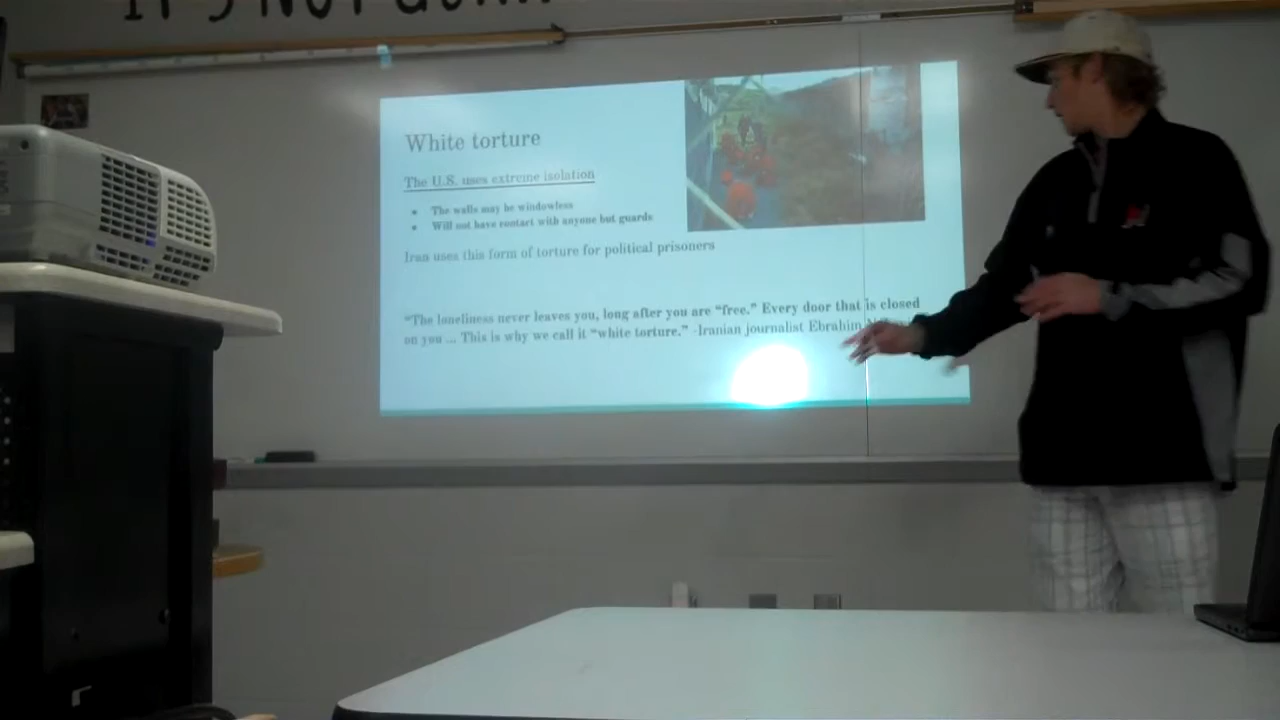 IT'S NOT
White torture
The U.S. uses extreme isolation
The walls may be windowless
Will not have contact with anyone but guards
Iran uses this form of torture for political prisoners
"The loneliness never leaves you, long after you are "free." Every door that is closed
on you ... This is why we call it "white torture." -Iranian journalist Ebrahim